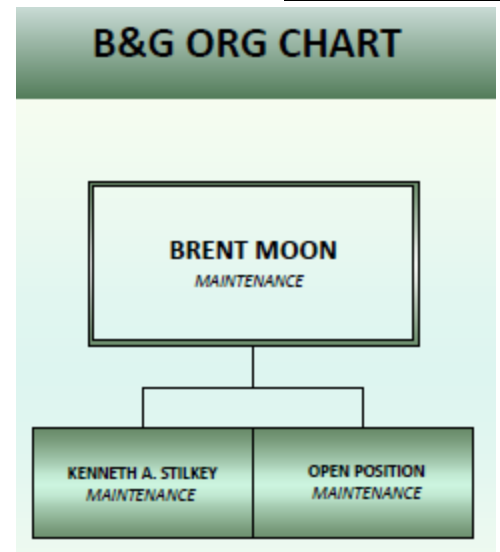 B&G ORG CHART
BRENT MOON
MAINTENANCE
KENNETH A. STILKEY
MAINTENANCE
OPEN POSITION
MAINTENANCE